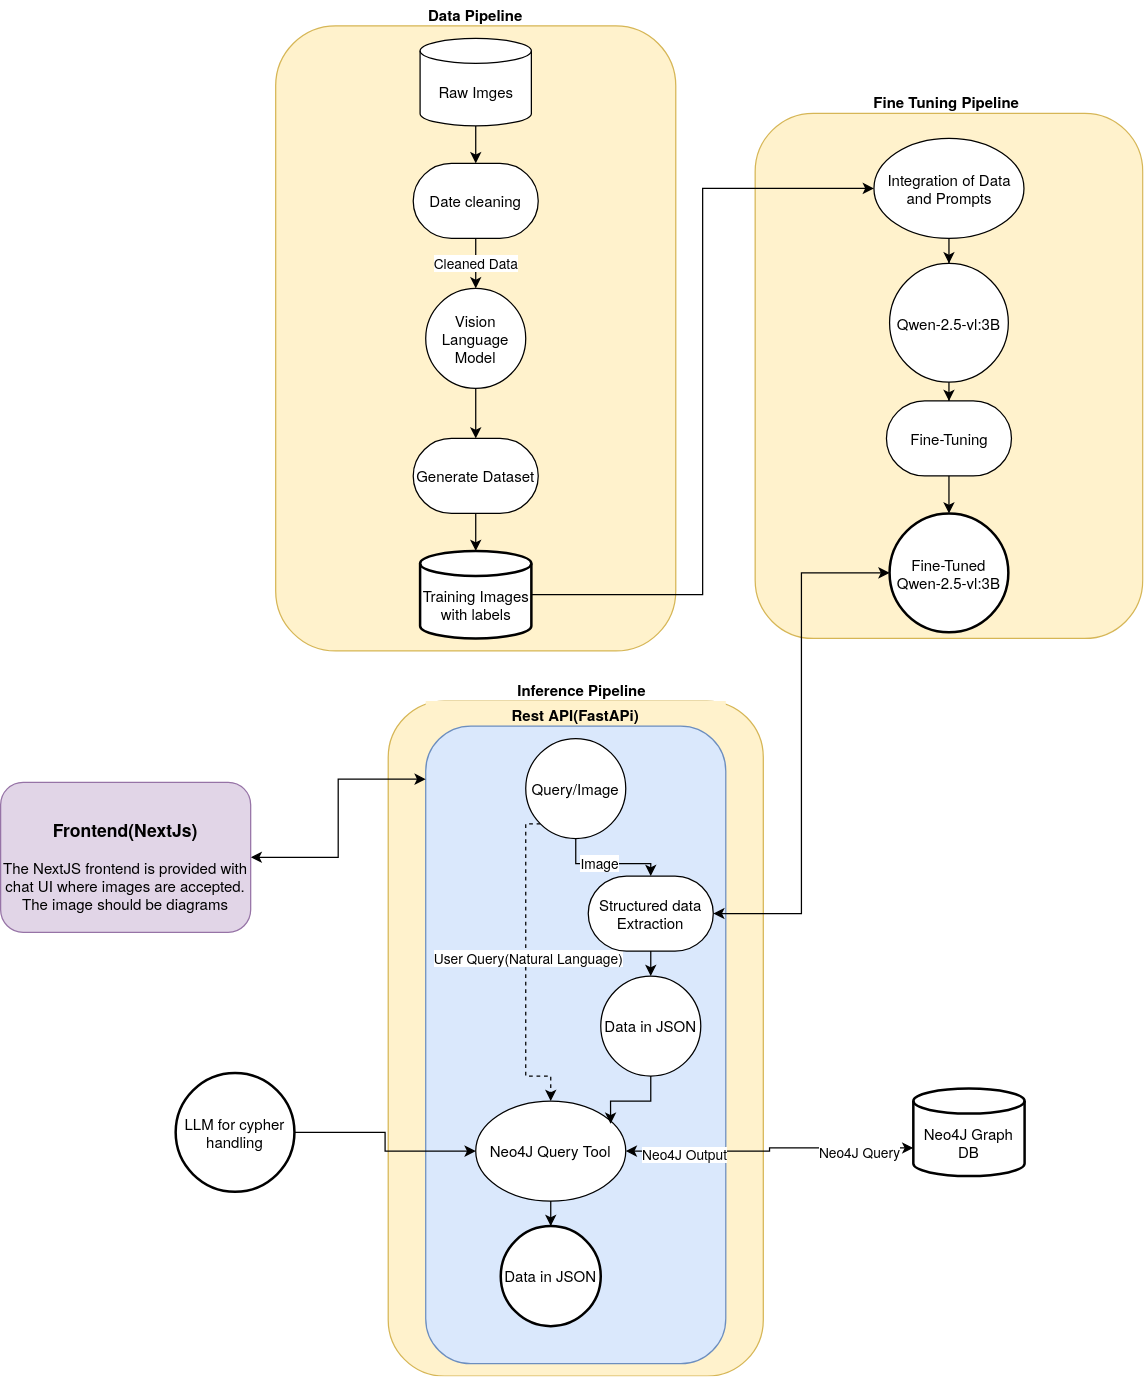 Data Pipeline
Raw Imges
Date cleaning
Cleaned Data
Vision
Language
Model
Generate Dataset
Training Images
with labels
Fine Tuning Pipeline
Integration of Data
and Prompts
Qwen-2.5-vl:3B
Fine-Tuning
Fine-Tuned
Qwen-2.5-vl:3B
Inference Pipeline
Rest API(FastAPi)
Query/Image
Image
Structured data
Extraction
User Query(Natural Language)
Data in JSON
Frontend(NextJs)
The NextJS frontend is provided with
chat UI where images are accepted.
The image should be diagrams
LLM for cypher
handling
Neo4J Query Tool
Neo4J Output
Neo4J Query
Neo4J Graph
DB
Data in JSON